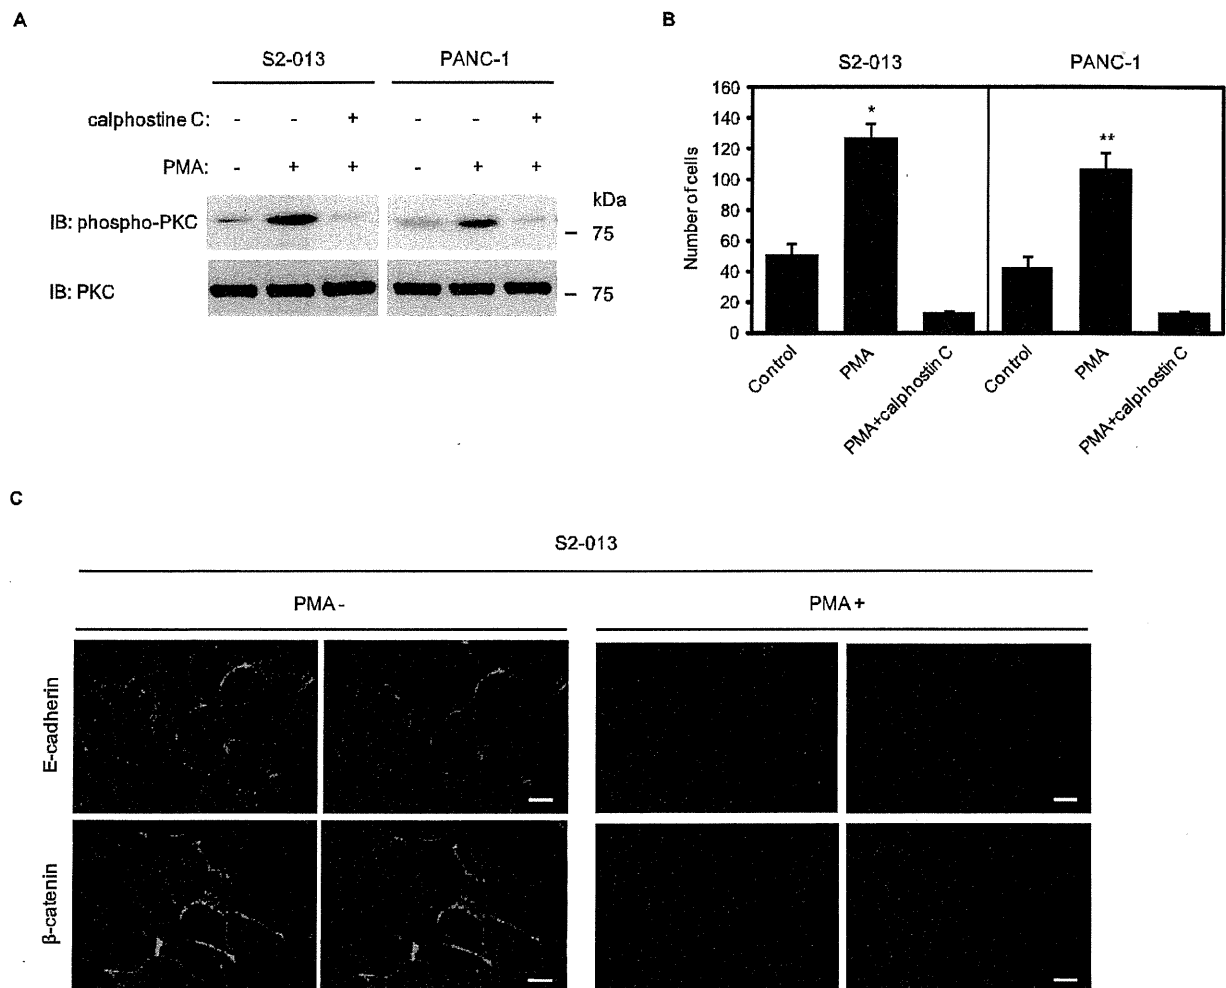 A
S2-013 PANC-1
calphostine C: - - + - - +
PMA: - + + - + +
kDa
IB: phospho-PKC
– 75
IB: PKC – 75
B
S2-013 PANC-1
Number of cells
160
140
120
100
80
60
40
20
0
* **
Control PMA PMA+calphostin C Control PMA PMA+calphostin C
C
S2-013
PMA - PMA +
E-cadherin
β-catenin